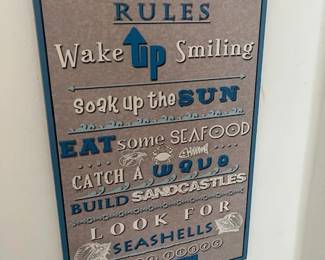 RULES
Wake up Smiling
Soak up the SUN
EAT some SEAFOOD
CATCH A wave
BUILD SANDCASTLES
LOOK FOR
SEASHELLS